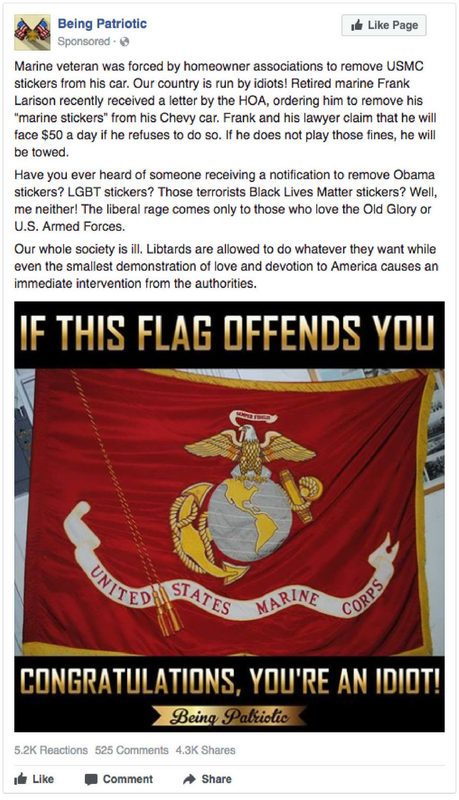 Being Patriotic
Like Page
Sponsored ·
Marine veteran was forced by homeowner associations to remove USMC
stickers from his car. Our country is run by idiots! Retired marine Frank
Larison recently received a letter by the HOA, ordering him to remove his
“marine stickers” from his Chevy car. Frank and his lawyer claim that he will
face $50 a day if he refuses to do so. If he does not play those fines, he will
be towed.
Have you ever heard of someone receiving a notification to remove Obama
stickers? LGBT stickers? Those terrorists Black Lives Matter stickers? Well,
me neither! The liberal rage comes only to those who love the Old Glory or
U.S. Armed Forces.
Our whole society is ill. Libtards are allowed to do whatever they want while
even the smallest demonstration of love and devotion to America causes an
immediate intervention from the authorities.
IF THIS FLAG OFFENDS YOU
SEMPER FIDELIS
UNITED STATES MARINE CORPS
CONGRATULATIONS, YOU'RE AN IDIOT!
Being Patriotic
5.2K Reactions 525 Comments 4.3K Shares
Like Comment Share